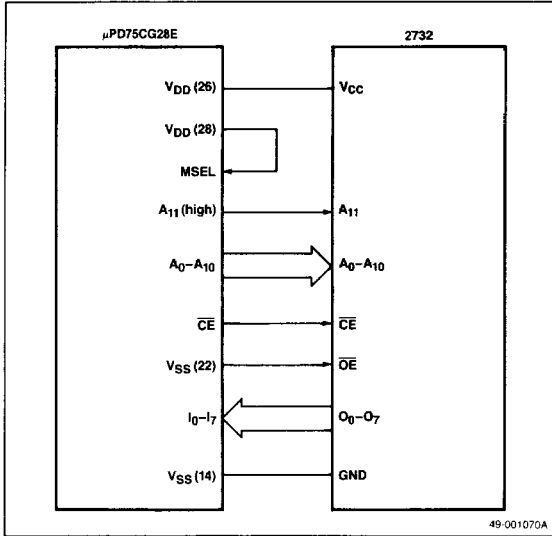 μPD75CG28E 2732
VDD (26) VCC
VDD (28)
MSEL
A11 (high) A11
A0–A10 A0–A10
CE CE
VSS (22) OE
I0–I7 O0–O7
VSS (14) GND
49-001070A